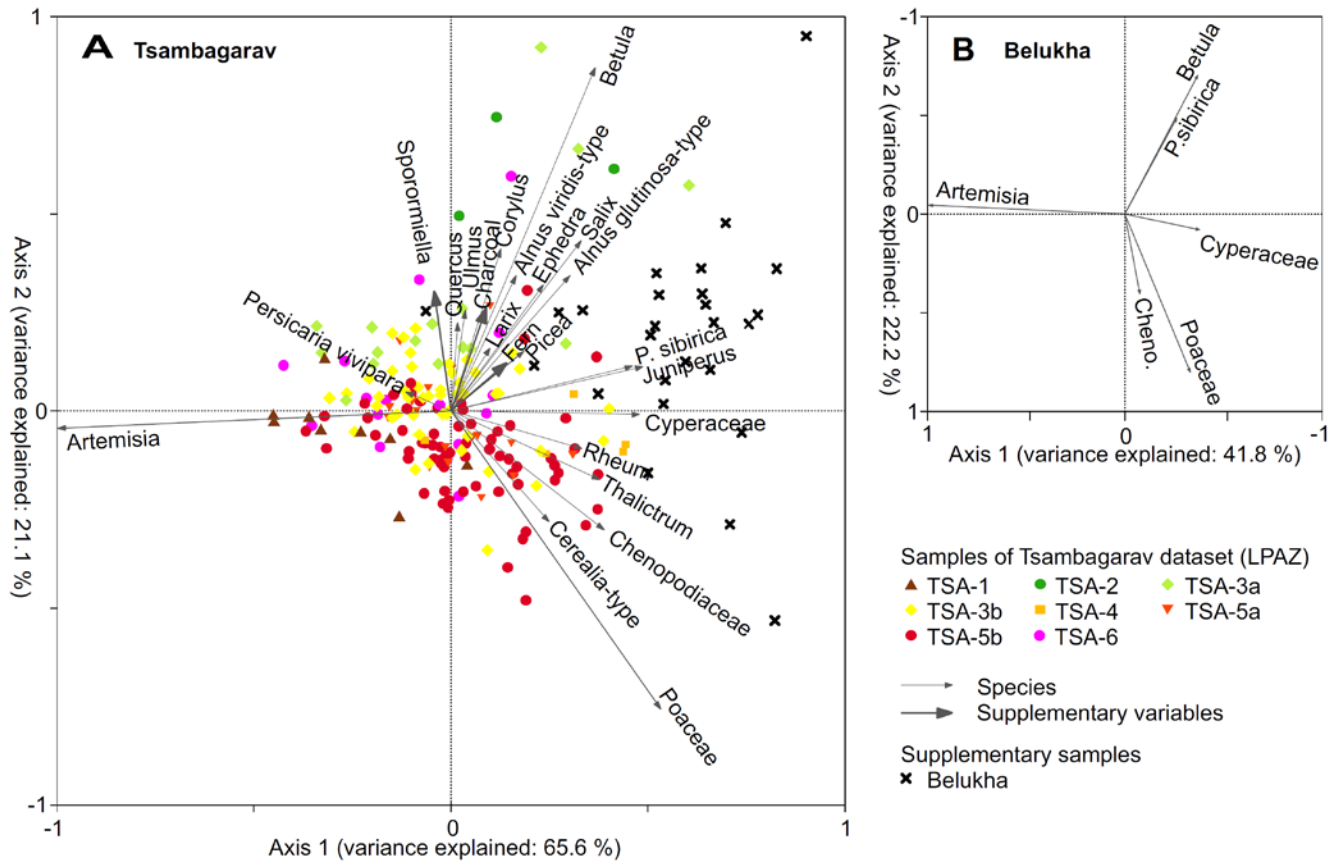 A Tsambagarav
1
0
-1
Axis 2 (variance explained: 21.1 %)
Betula
Sporormiella
Quercus
Ulmus
Charcoal
Corylus
Alnus viridis-type
Ephedra
Salix
Alnus glutinosa-type
Larix
Fern
Picea
Persicaria vivipara
P. sibirica
Juniperus
Artemisia
Cyperaceae
Rheum
Thalictrum
Chenopodiaceae
Cerealia-type
Poaceae
-1
0
1
Axis 1 (variance explained: 65.6 %)
B Belukha
-1
0
1
Axis 2 (variance explained: 22.2 %)
Betula
P.sibirica
Artemisia
Cyperaceae
Cheno.
Poaceae
1
0
-1
Axis 1 (variance explained: 41.8 %)
Samples of Tsambagarav dataset (LPAZ)
TSA-1 TSA-2 TSA-3a
TSA-3b TSA-4 TSA-5a
TSA-5b TSA-6
Species
Supplementary variables
Supplementary samples
Belukha